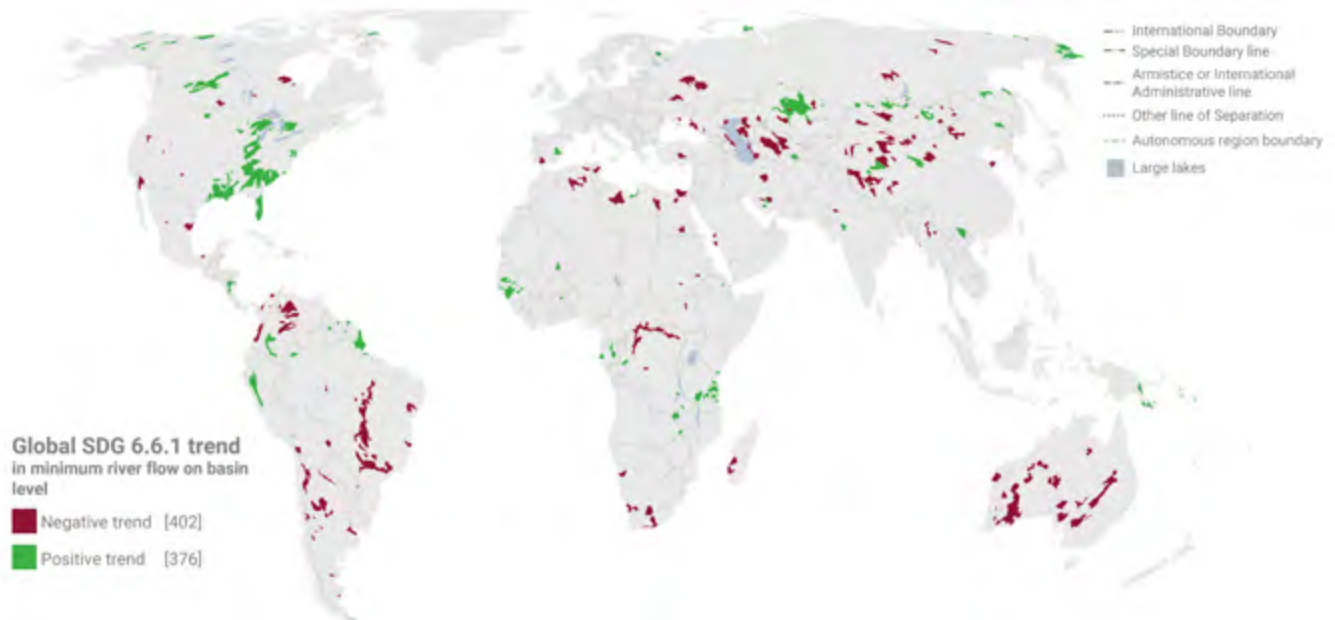 International Boundary
Special Boundary line
Armistice or International
Administrative line
Other line of Separation
Autonomous region boundary
Large lakes
Global SDG 6.6.1 trend
in minimum river flow on basin
level
Negative trend [402]
Positive trend [376]